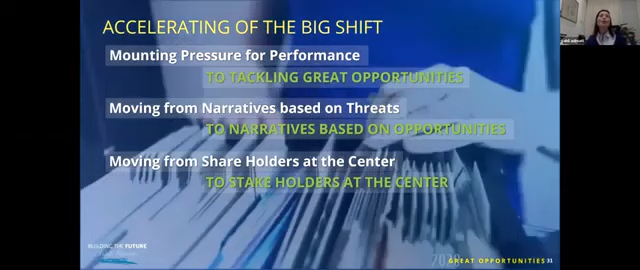 ACCELERATING OF THE BIG SHIFT
Mounting Pressure for Performance
TO TACKLING GREAT OPPORTUNITIES
Moving from Narratives based on Threats
TO NARRATIVES BASED ON OPPORTUNITIES
Moving from Share Holders at the Center
TO STAKE HOLDERS AT THE CENTER
BUILDING THE FUTURE
GREAT OPPORTUNITIES 31